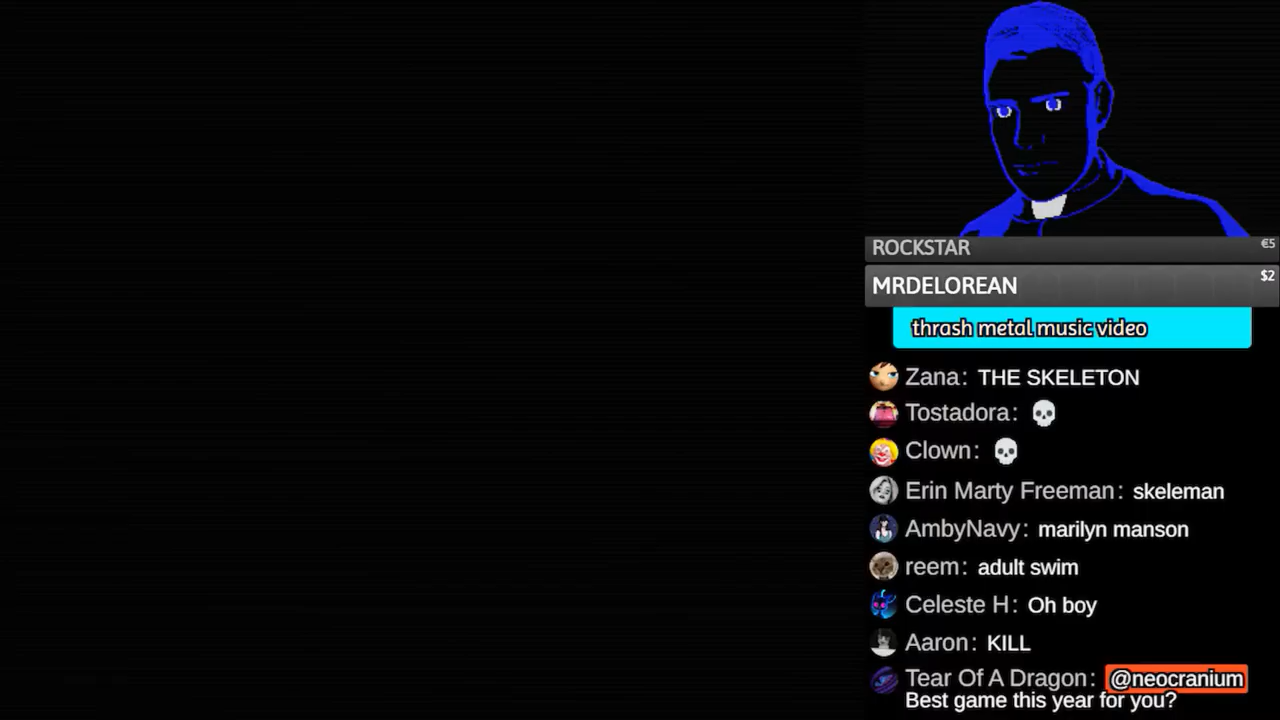 ROCKSTAR €5
MRDELOREAN $2
thrash metal music video
Zana: THE SKELETON
Tostadora: 💀
Clown: 💀
Erin Marty Freeman: skeleman
AmbyNavy: marilyn manson
reem: adult swim
Celeste H: Oh boy
Aaron: KILL
Tear Of A Dragon: @neocranium
Best game this year for you?